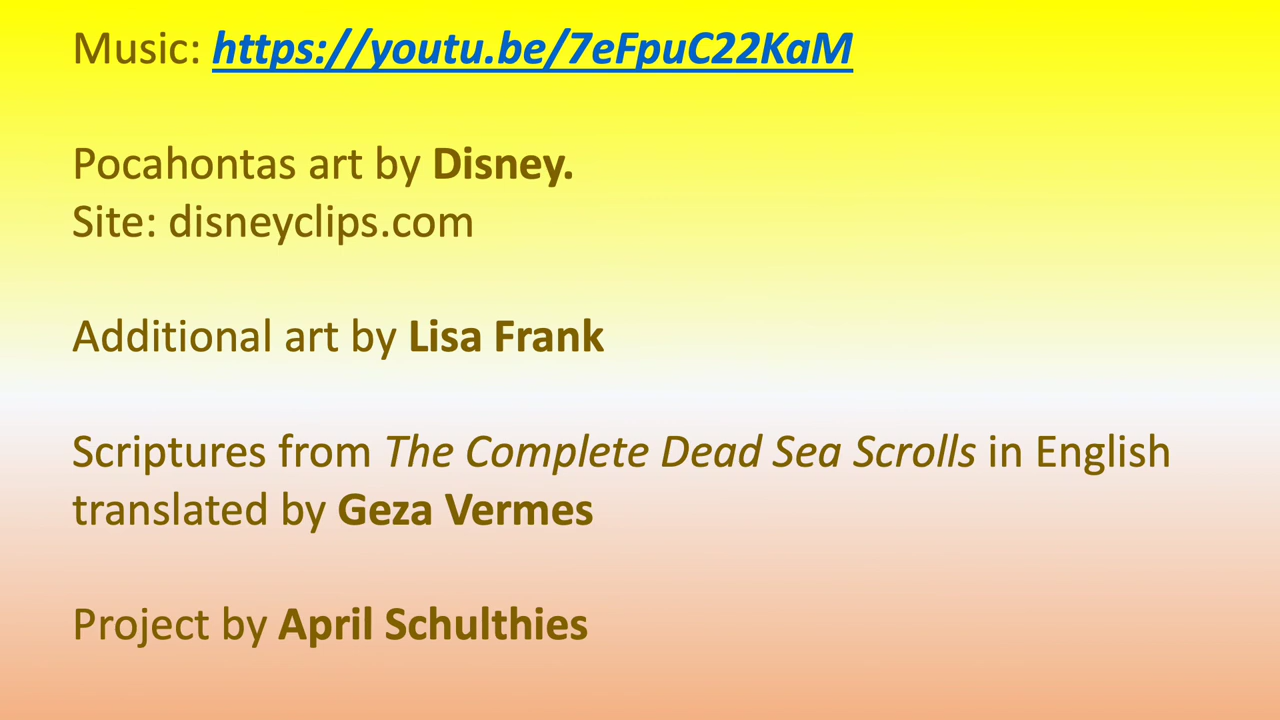 Music: https://youtu.be/7eFpuC22KaM
Pocahontas art by Disney.
Site: disneyclips.com
Additional art by Lisa Frank
Scriptures from The Complete Dead Sea Scrolls in English
translated by Geza Vermes
Project by April Schulthies